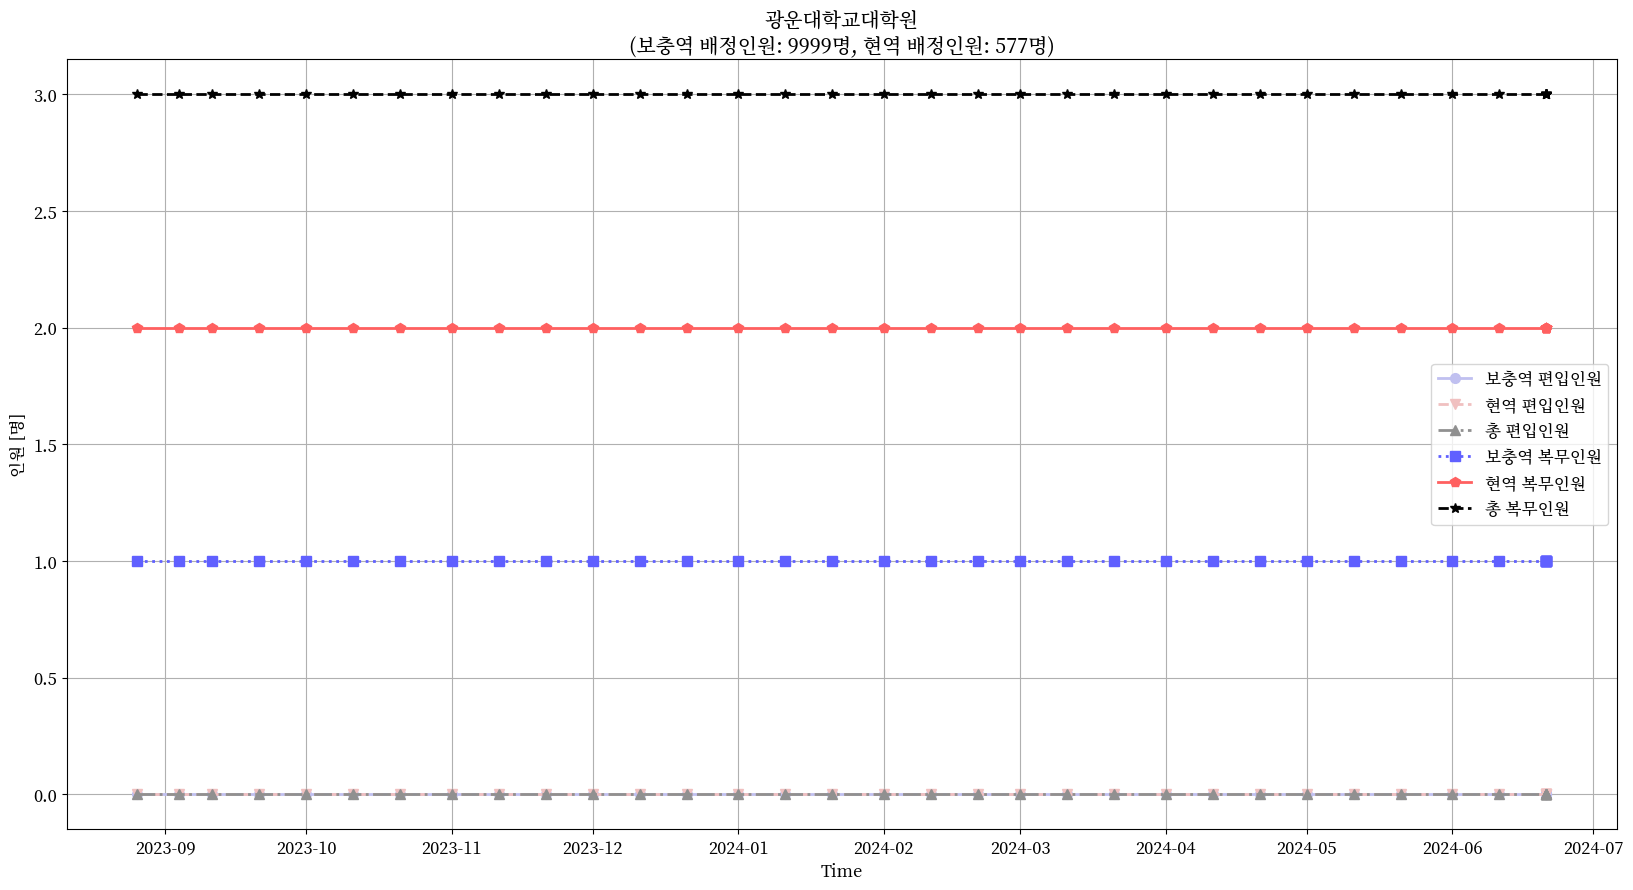 광운대학교대학원
(보충역 배정인원: 9999명, 현역 배정인원: 577명)
인원 [명]
3.0
2.5
2.0
1.5
1.0
0.5
0.0
보충역 편입인원
현역 편입인원
총 편입인원
보충역 복무인원
현역 복무인원
총 복무인원
2023-09
2023-10
2023-11
2023-12
2024-01
2024-02
2024-03
2024-04
2024-05
2024-06
2024-07
Time